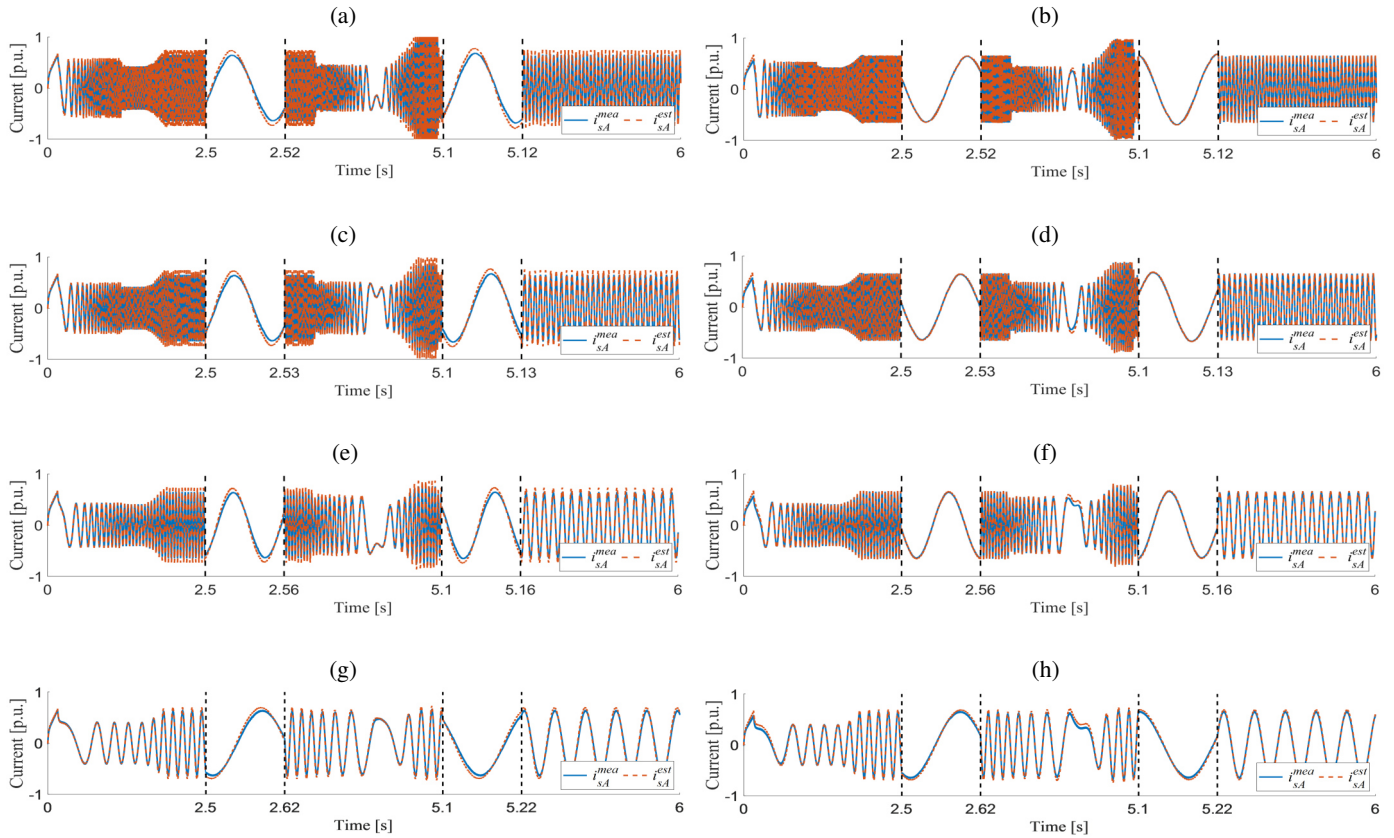 (a)
Current [p.u.]
1
0
-1
i_sA^mea i_sA^est
0 2.5 2.52 5.1 5.12 6
Time [s]
(b)
Current [p.u.]
1
0
-1
i_sA^mea i_sA^est
0 2.5 2.52 5.1 5.12 6
Time [s]
(c)
Current [p.u.]
1
0
-1
i_sA^mea i_sA^est
0 2.5 2.53 5.1 5.13 6
Time [s]
(d)
Current [p.u.]
1
0
-1
i_sA^mea i_sA^est
0 2.5 2.53 5.1 5.13 6
Time [s]
(e)
Current [p.u.]
1
0
-1
i_sA^mea i_sA^est
0 2.5 2.56 5.1 5.16 6
Time [s]
(f)
Current [p.u.]
1
0
-1
i_sA^mea i_sA^est
0 2.5 2.56 5.1 5.16 6
Time [s]
(g)
Current [p.u.]
1
0
-1
i_sA^mea i_sA^est
0 2.5 2.62 5.1 5.22 6
Time [s]
(h)
Current [p.u.]
1
0
-1
i_sA^mea i_sA^est
0 2.5 2.62 5.1 5.22 6
Time [s]